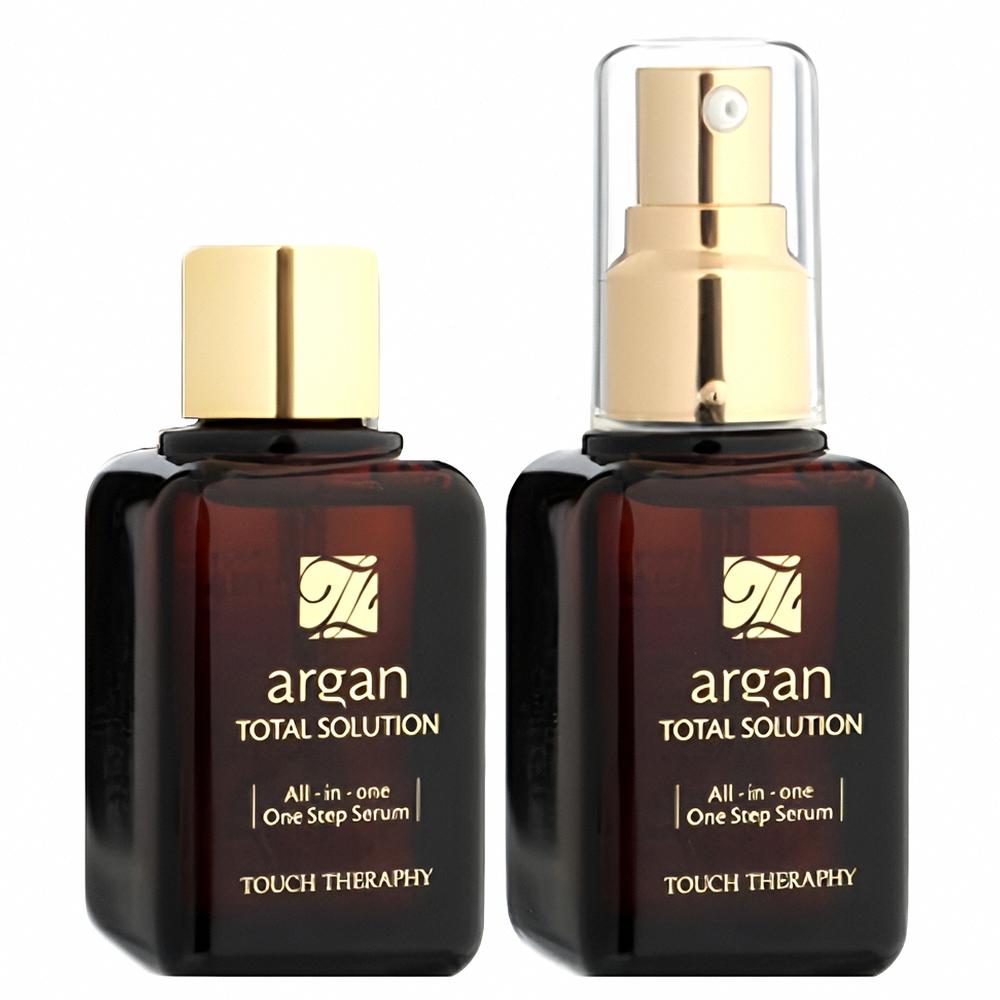 argan
TOTAL SOLUTION
All - in - one
One Step Serum
TOUCH THERAPHY
argan
TOTAL SOLUTION
All - in - one
One Step Serum
TOUCH THERAPHY